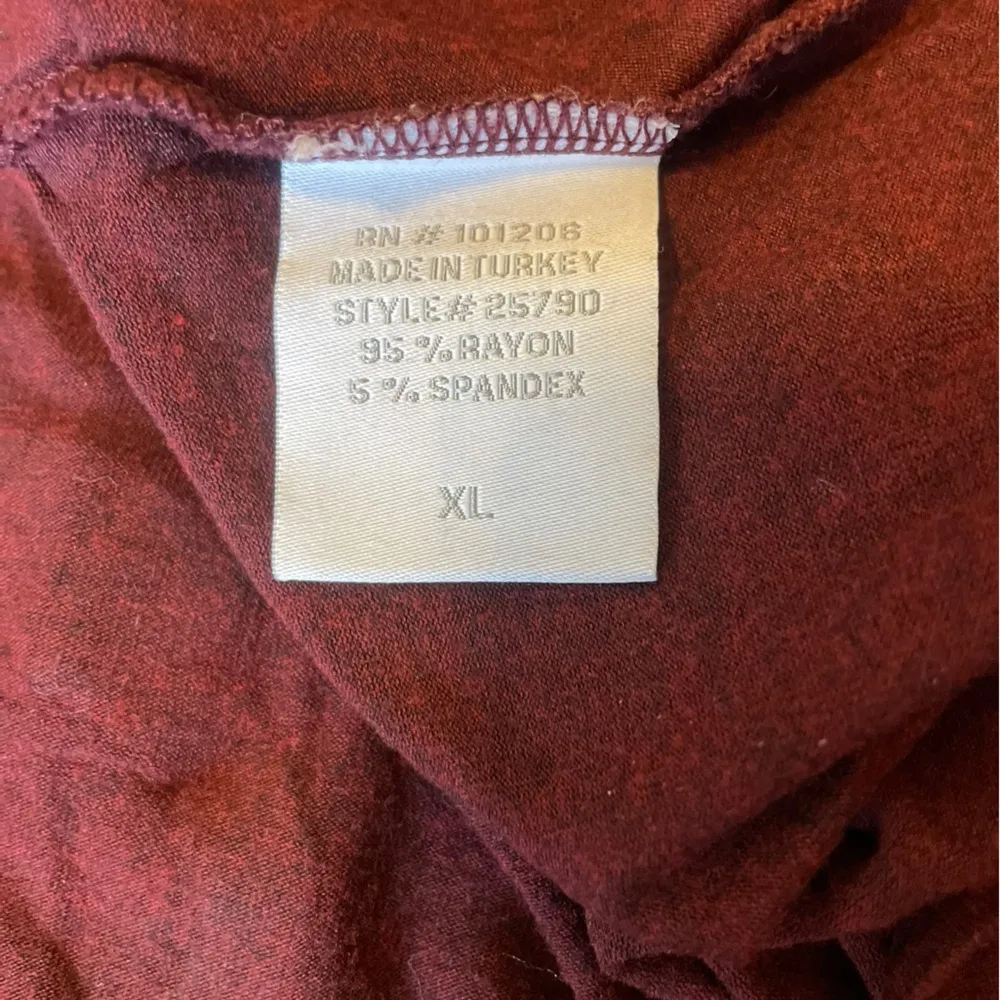 RN # 101206
MADE IN TURKEY
STYLE# 25790
95 % RAYON
5 % SPANDEX
XL